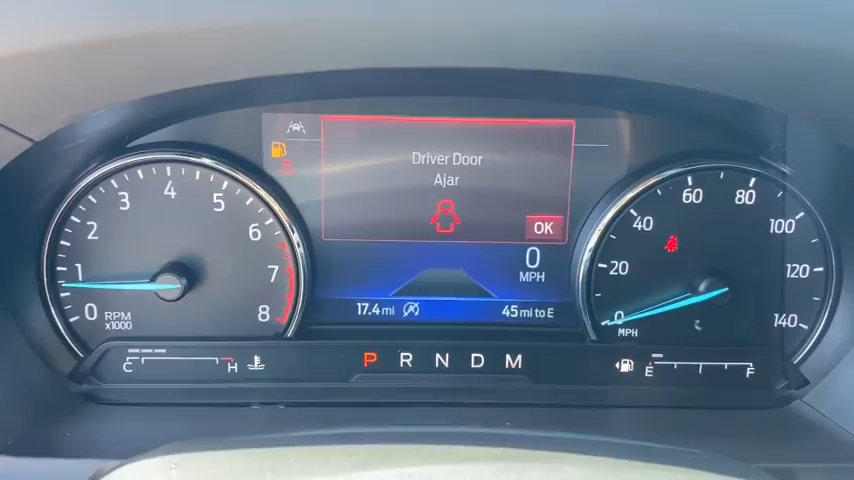 Driver Door
Ajar
OK
0
MPH
17.4 mi
45 mi to E
0 1 2 3 4 5 6 7 8
RPM
x1000
0 20 40 60 80 100 120 140
MPH
C H
P R N D M
E F